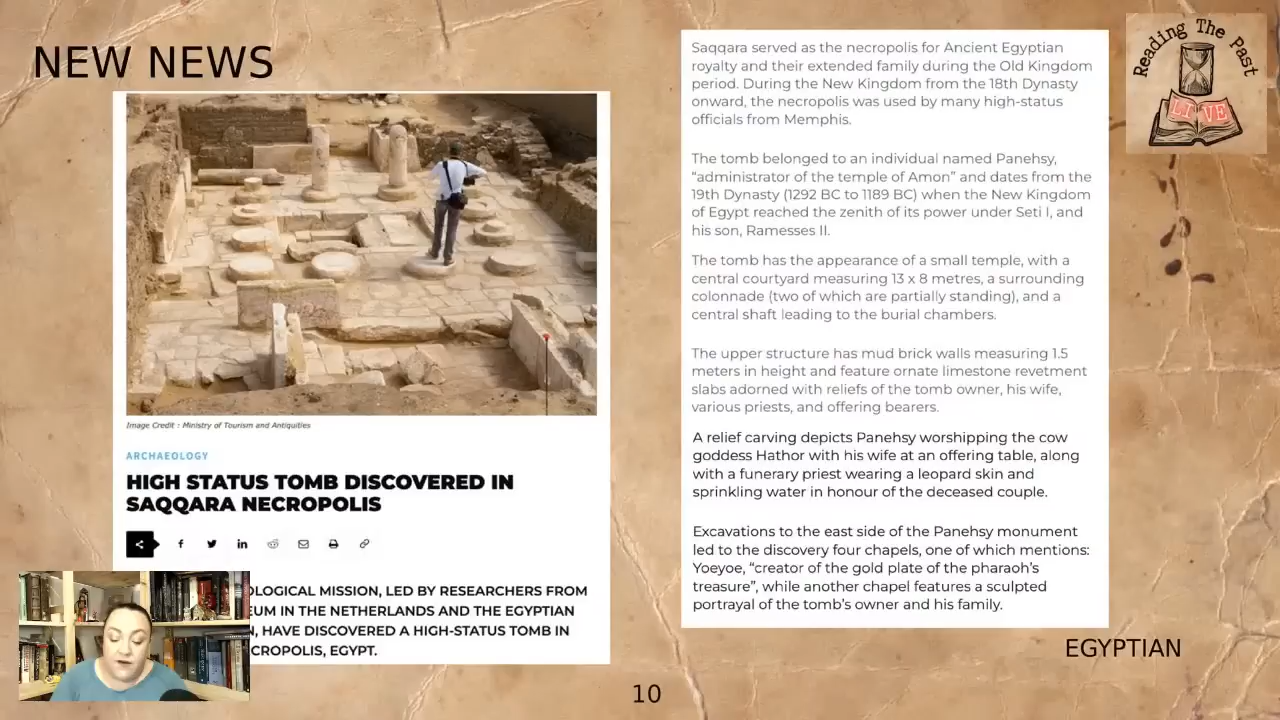 NEW NEWS
Image Credit : Ministry of Tourism and Antiquities
ARCHAEOLOGY
HIGH STATUS TOMB DISCOVERED IN
SAQQARA NECROPOLIS
OLOGICAL MISSION, LED BY RESEARCHERS FROM
UM IN THE NETHERLANDS AND THE EGYPTIAN
, HAVE DISCOVERED A HIGH-STATUS TOMB IN
CROPOLIS, EGYPT.
Saqqara served as the necropolis for Ancient Egyptian
royalty and their extended family during the Old Kingdom
period. During the New Kingdom from the 18th Dynasty
onward, the necropolis was used by many high-status
officials from Memphis.
The tomb belonged to an individual named Panehsy,
“administrator of the temple of Amon” and dates from the
19th Dynasty (1292 BC to 1189 BC) when the New Kingdom
of Egypt reached the zenith of its power under Seti I, and
his son, Ramesses II.
The tomb has the appearance of a small temple, with a
central courtyard measuring 13 x 8 metres, a surrounding
colonnade (two of which are partially standing), and a
central shaft leading to the burial chambers.
The upper structure has mud brick walls measuring 1.5
meters in height and feature ornate limestone revetment
slabs adorned with reliefs of the tomb owner, his wife,
various priests, and offering bearers.
A relief carving depicts Panehsy worshipping the cow
goddess Hathor with his wife at an offering table, along
with a funerary priest wearing a leopard skin and
sprinkling water in honour of the deceased couple.
Excavations to the east side of the Panehsy monument
led to the discovery four chapels, one of which mentions:
Yoeyoe, “creator of the gold plate of the pharaoh’s
treasure”, while another chapel features a sculpted
portrayal of the tomb’s owner and his family.
Reading The Past
LIVE
EGYPTIAN
10